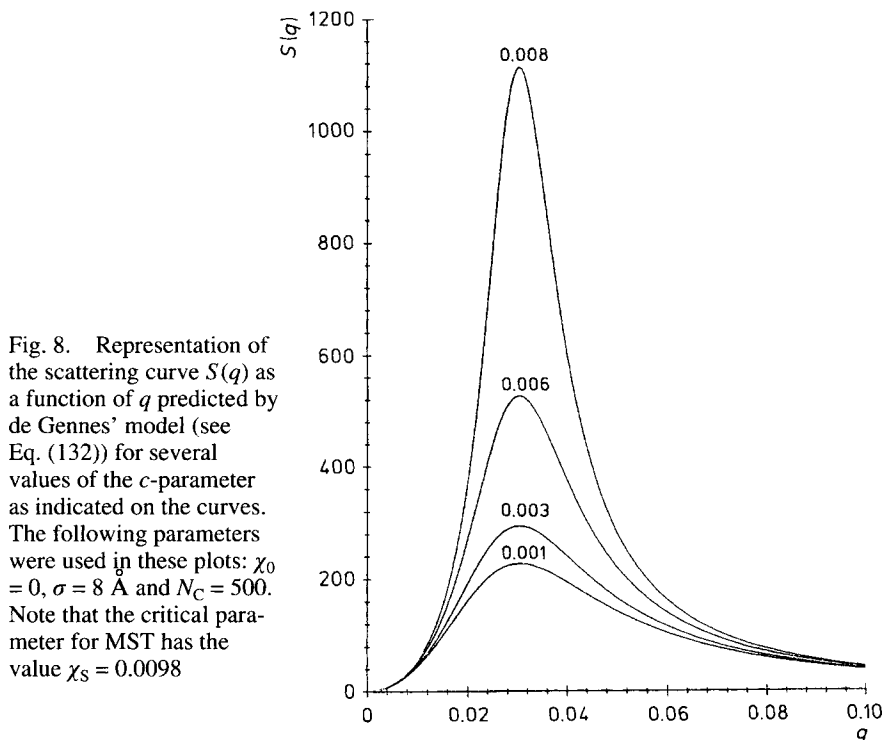 Fig. 8. Representation of
the scattering curve S(q) as
a function of q predicted by
de Gennes' model (see
Eq. (132)) for several
values of the c-parameter
as indicated on the curves.
The following parameters
were used in these plots: χ0
= 0, σ = 8 Å and NC = 500.
Note that the critical para-
meter for MST has the
value χS = 0.0098
S(q)
1200
1000
800
600
400
200
0
0.008
0.006
0.003
0.001
0
0.02
0.04
0.06
0.08
0.10
q